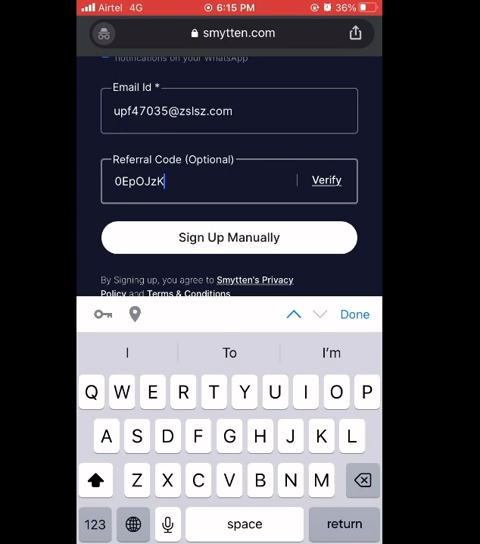 Airtel 4G 6:15 PM 36%
smytten.com
notifications on your WhatsApp
Email Id *
upf47035@zslsz.com
Referral Code (Optional)
0EpOJzK
Verify
Sign Up Manually
By Signing up, you agree to Smytten's Privacy
Policy and Terms & Conditions
Done
I To I'm
Q W E R T Y U I O P
A S D F G H J K L
Z X C V B N M
123 space return